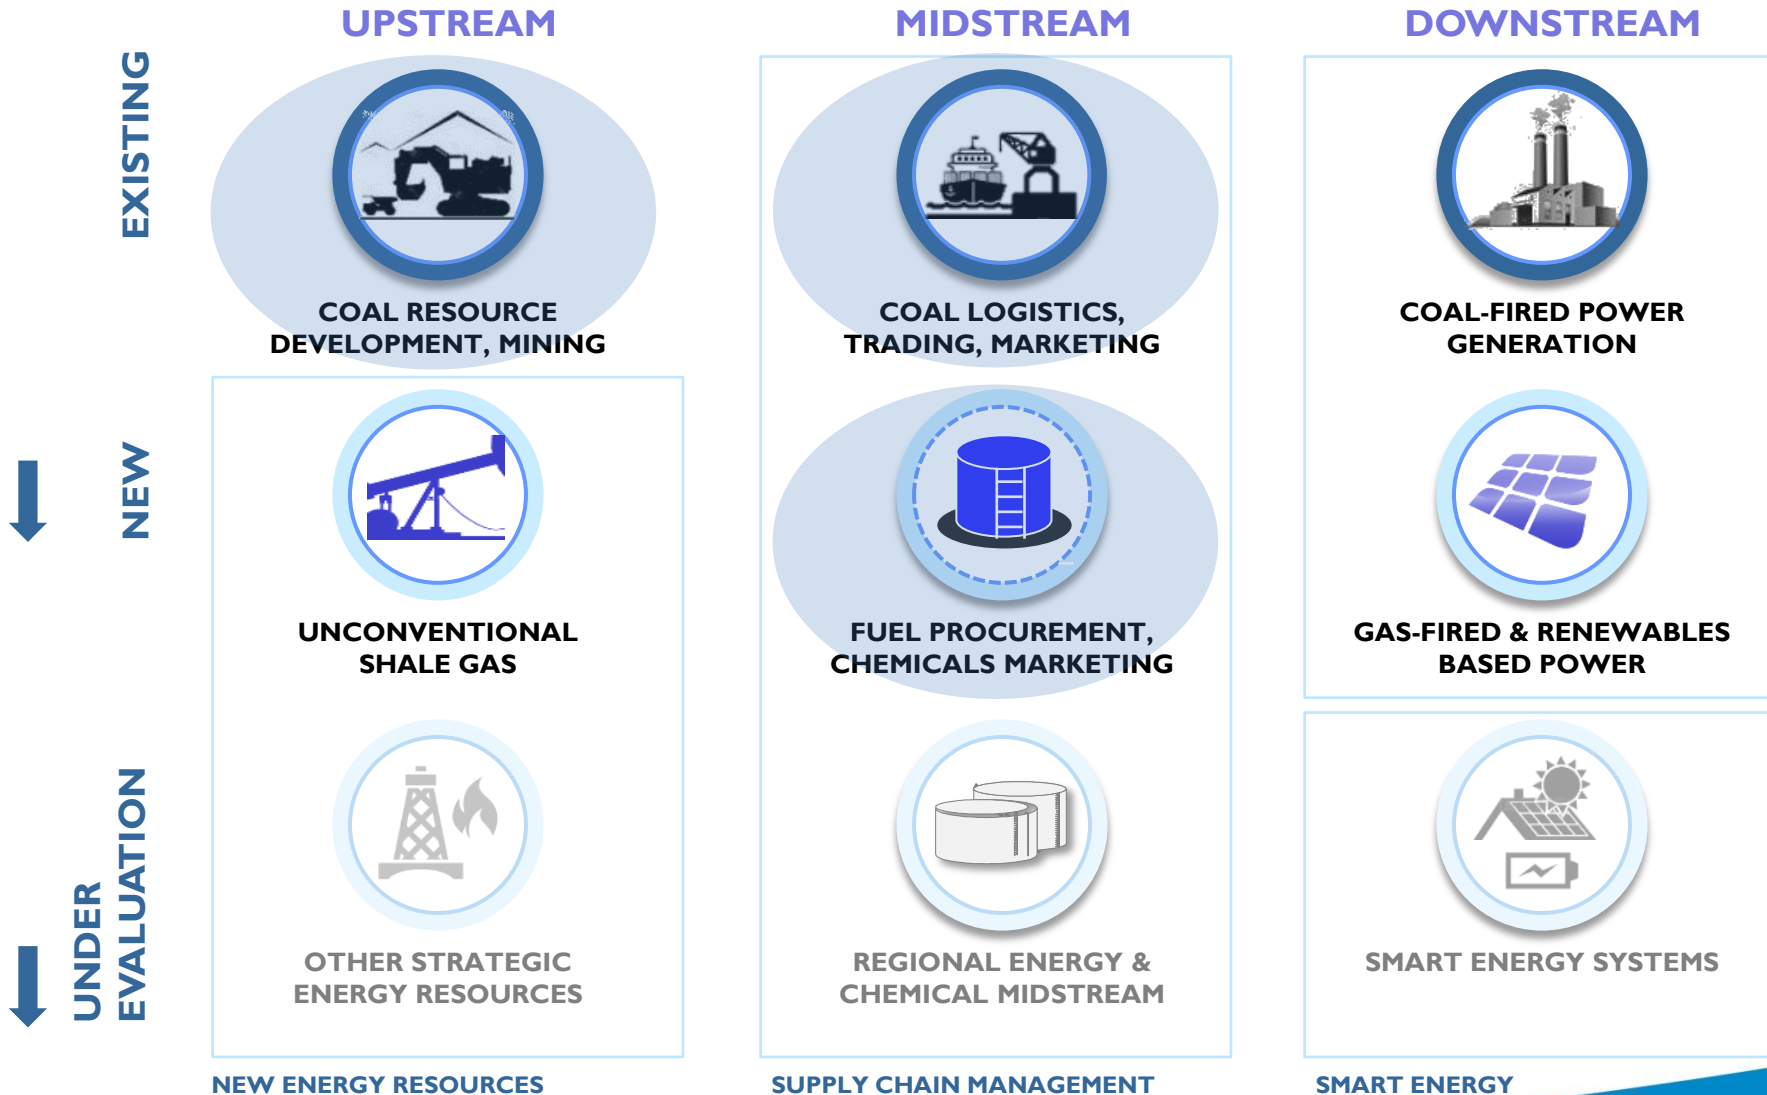 UPSTREAM
MIDSTREAM
DOWNSTREAM
EXISTING
COAL RESOURCE
DEVELOPMENT, MINING
COAL LOGISTICS,
TRADING, MARKETING
COAL-FIRED POWER
GENERATION
NEW
UNCONVENTIONAL
SHALE GAS
FUEL PROCUREMENT,
CHEMICALS MARKETING
GAS-FIRED & RENEWABLES
BASED POWER
UNDER
EVALUATION
OTHER STRATEGIC
ENERGY RESOURCES
REGIONAL ENERGY &
CHEMICAL MIDSTREAM
SMART ENERGY SYSTEMS
NEW ENERGY RESOURCES
SUPPLY CHAIN MANAGEMENT
SMART ENERGY